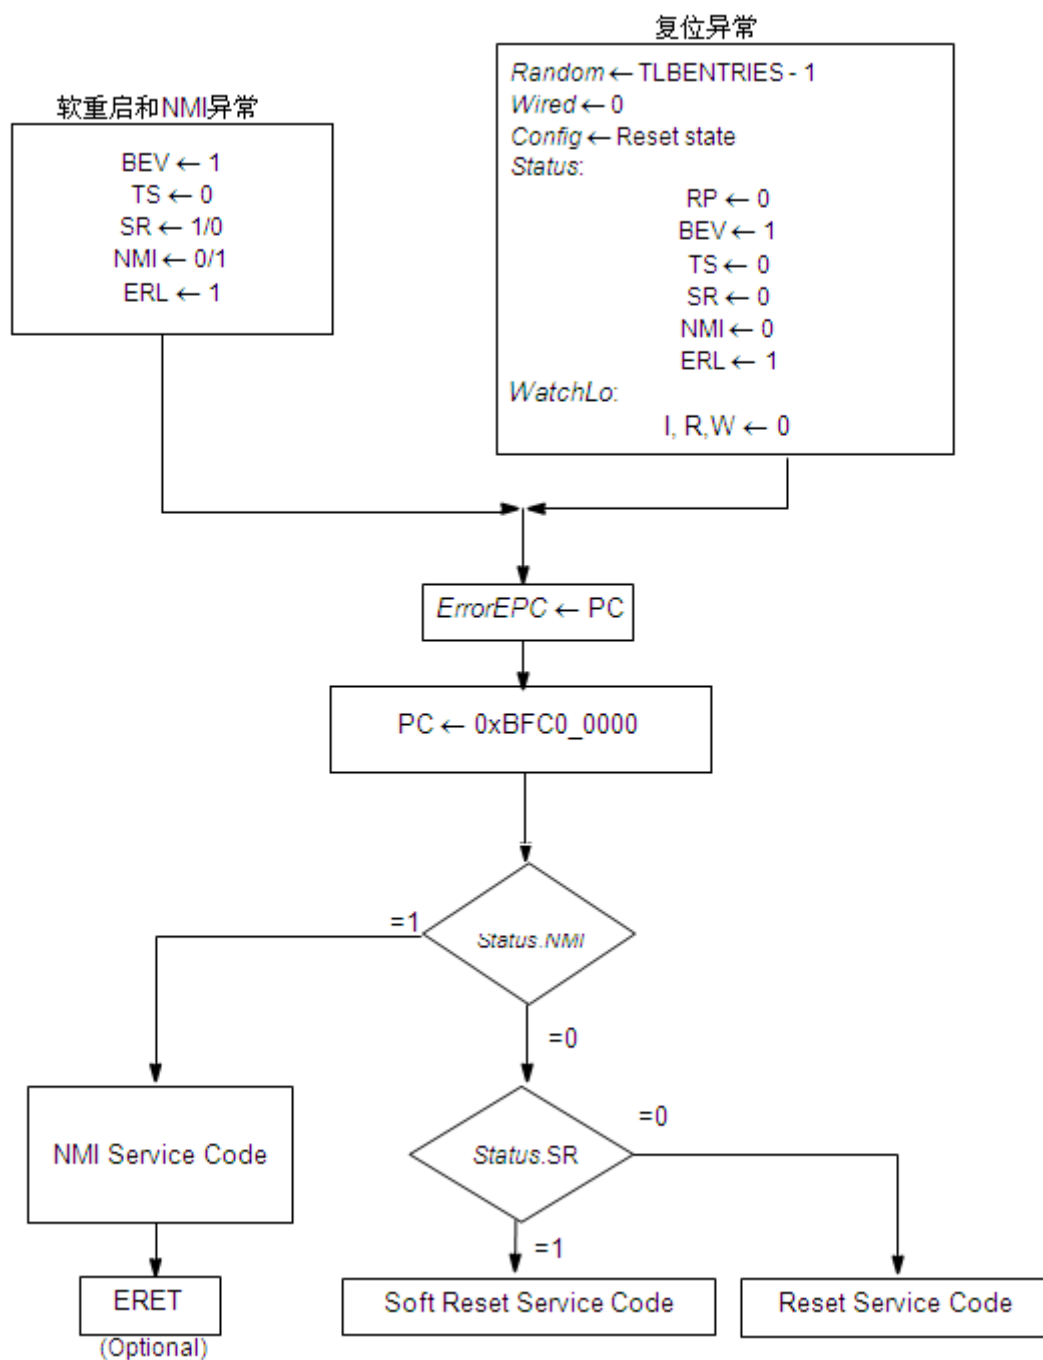 软重启和NMI异常
BEV ← 1
TS ← 0
SR ← 1/0
NMI ← 0/1
ERL ← 1
复位异常
Random ← TLBENTRIES - 1
Wired ← 0
Config ← Reset state
Status:
RP ← 0
BEV ← 1
TS ← 0
SR ← 0
NMI ← 0
ERL ← 1
WatchLo:
I, R,W ← 0
ErrorEPC ← PC
PC ← 0xBFC0_0000
Status.NMI
=1
=0
NMI Service Code
ERET
(Optional)
Status.SR
=0
=1
Soft Reset Service Code
Reset Service Code